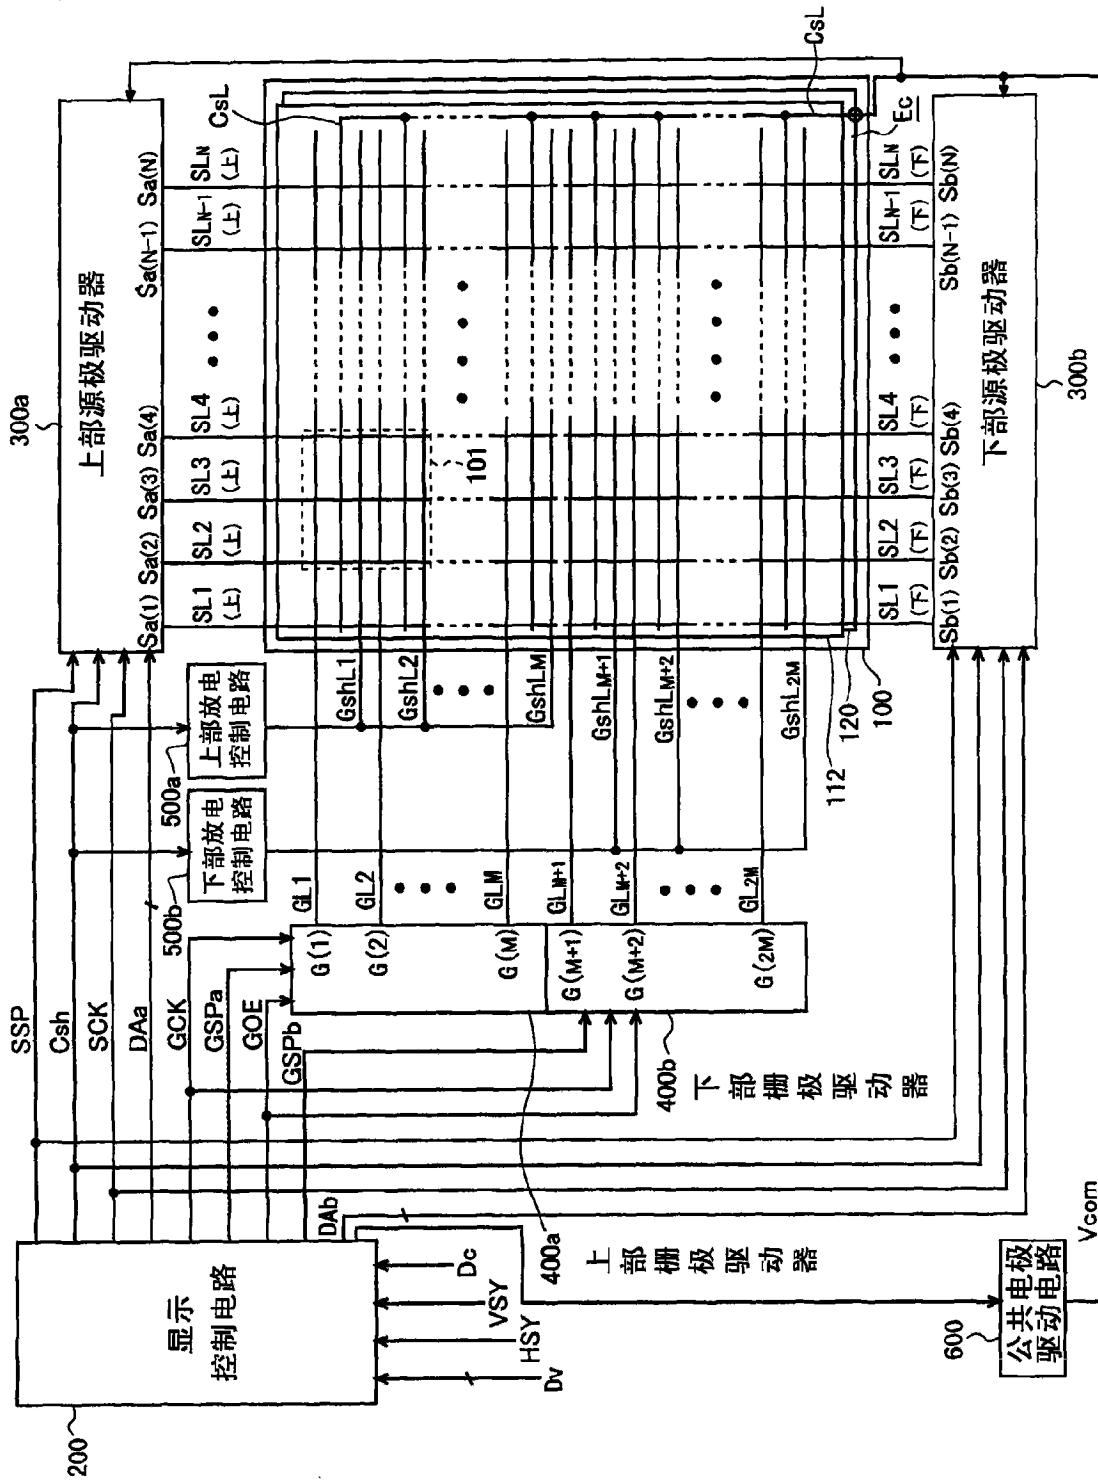 300a
上部源极驱动器
Sa(1) Sa(2) Sa(3) Sa(4) Sa(N-1) Sa(N)
SL1 SL2 SL3 SL4 SLN-1 SLN
(上) (上) (上) (上) (上) (上)
CsL
CsL
Ec
101
SSP
Csh
SCK
DAa
GCK
GSPa
GOE
GSPb
DAb
500a
上部放电
控制电路
500b
下部放电
控制电路
GshL1
GshL2
GshLM
GshLM+1
GshLM+2
GshL2M
GL1
GL2
GLM
GLM+1
GLM+2
GL2M
G(1)
G(2)
G(M)
G(M+1)
G(M+2)
G(2M)
112
120
100
400b
下部栅极驱动器
400a
上部栅极驱动器
SL1 SL2 SL3 SL4 SLN-1 SLN
(下) (下) (下) (下) (下) (下)
Sb(1) Sb(2) Sb(3) Sb(4) Sb(N-1) Sb(N)
下部源极驱动器
300b
显示
控制电路
200
Dc
VSY
HSY
Dv
600
公共电极
驱动电路
Vcom